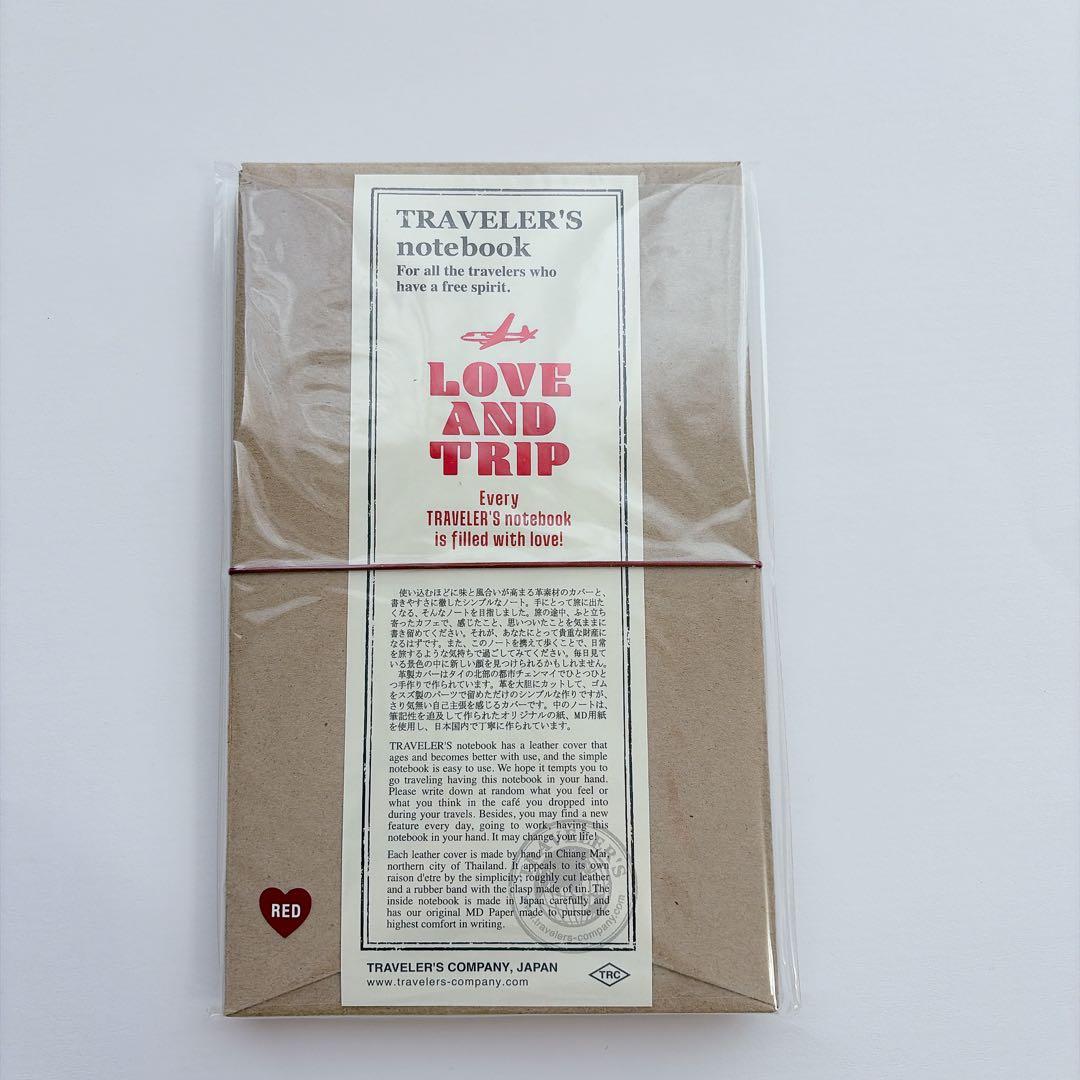 TRAVELER'S
notebook
For all the travelers who
have a free spirit.
LOVE
AND
TRIP
Every
TRAVELER'S notebook
is filled with love!
使い込むほどに味と風合いが高まる革素材のカバーと、
書きやすさに徹したシンプルなノート。手にとって旅に出た
くなる、そんなノートを目指しました。旅の途中、ふと立ち
寄ったカフェで、感じたこと、思いついたことを気ままに
書き留めてください。それが、あなたにとって貴重な財産に
なるはずです。また、このノートを携えて歩くことで、日常
を旅するような気持ちで過ごしてみてください。毎日見て
いる景色の中に新しい顔を見つけられるかもしれません。
革製カバーはタイの北部の都市チェンマイでひとつひと
つ手作りで作られています。革を大胆にカットして、ゴム
をスズ製のパーツで留めただけのシンプルな作りですが、
さり気無い自己主張を感じるカバーです。中のノートは、
筆記性を追及して作られたオリジナルの紙、MD用紙
を使用し、日本国内で丁寧に作られています。
TRAVELER'S notebook has a leather cover that
ages and becomes better with use, and the simple
notebook is easy to use. We hope it tempts you to
go traveling having this notebook in your hand.
Please write down at random what you feel or
what you think in the café you dropped into
during your travels. Besides, you may find a new
feature every day, going to work, having this
notebook in your hand. It may change your life!
Each leather cover is made by hand in Chiang Mai,
northern city of Thailand. It appeals to its own
raison d'etre by the simplicity; roughly cut leather
and a rubber band with the clasp made of tin. The
inside notebook is made in Japan carefully and
has our original MD Paper made to pursue the
highest comfort in writing.
TRAVELER'S
www.travelers-company.com
RED
TRAVELER'S COMPANY, JAPAN
www.travelers-company.com
TRC